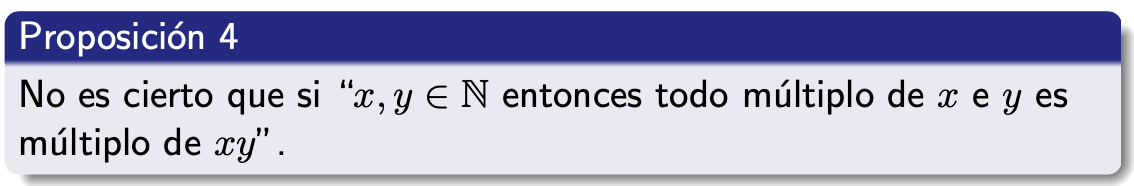 Proposición 4
No es cierto que si “x, y ∈ ℕ entonces todo múltiplo de x e y es
múltiplo de xy”.